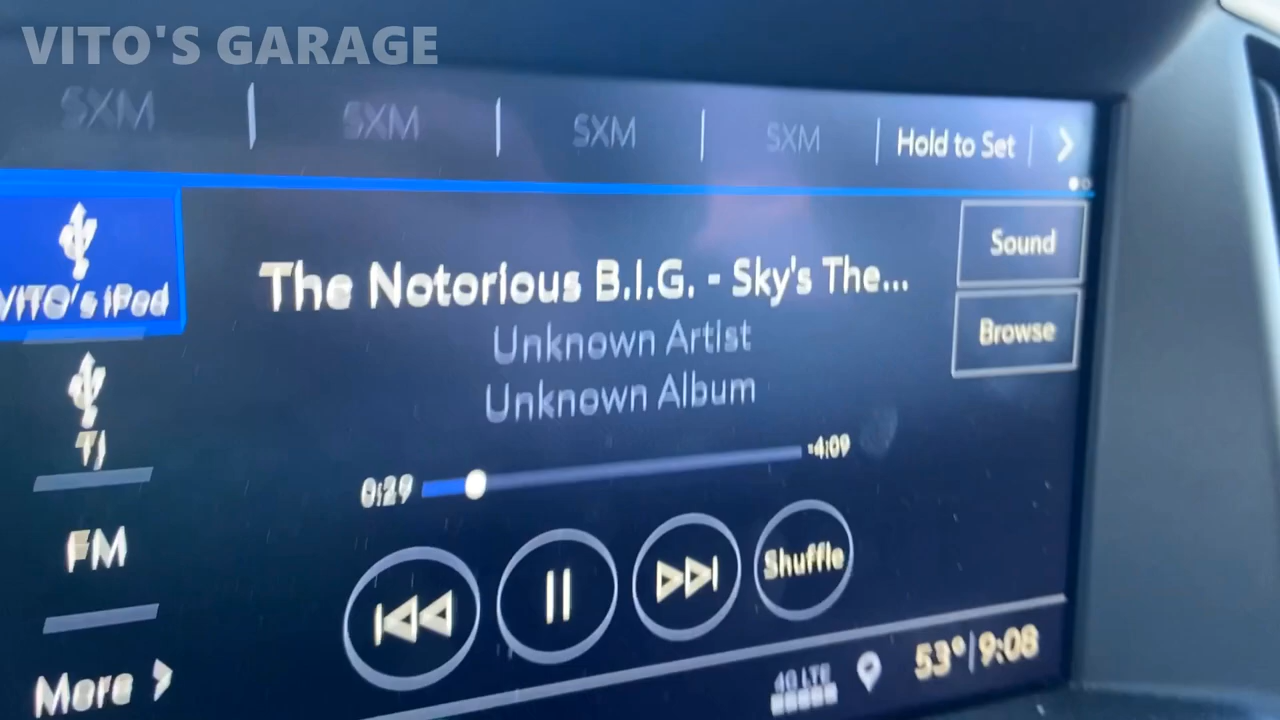 VITO'S GARAGE
SXM SXM SXM SXM Hold to Set
VITO's iPod
Sound
The Notorious B.I.G. - Sky's The...
Browse
Unknown Artist
Unknown Album
TJ
0:29 -4:09
FM
Shuffle
More
4G LTE 53° 9:08